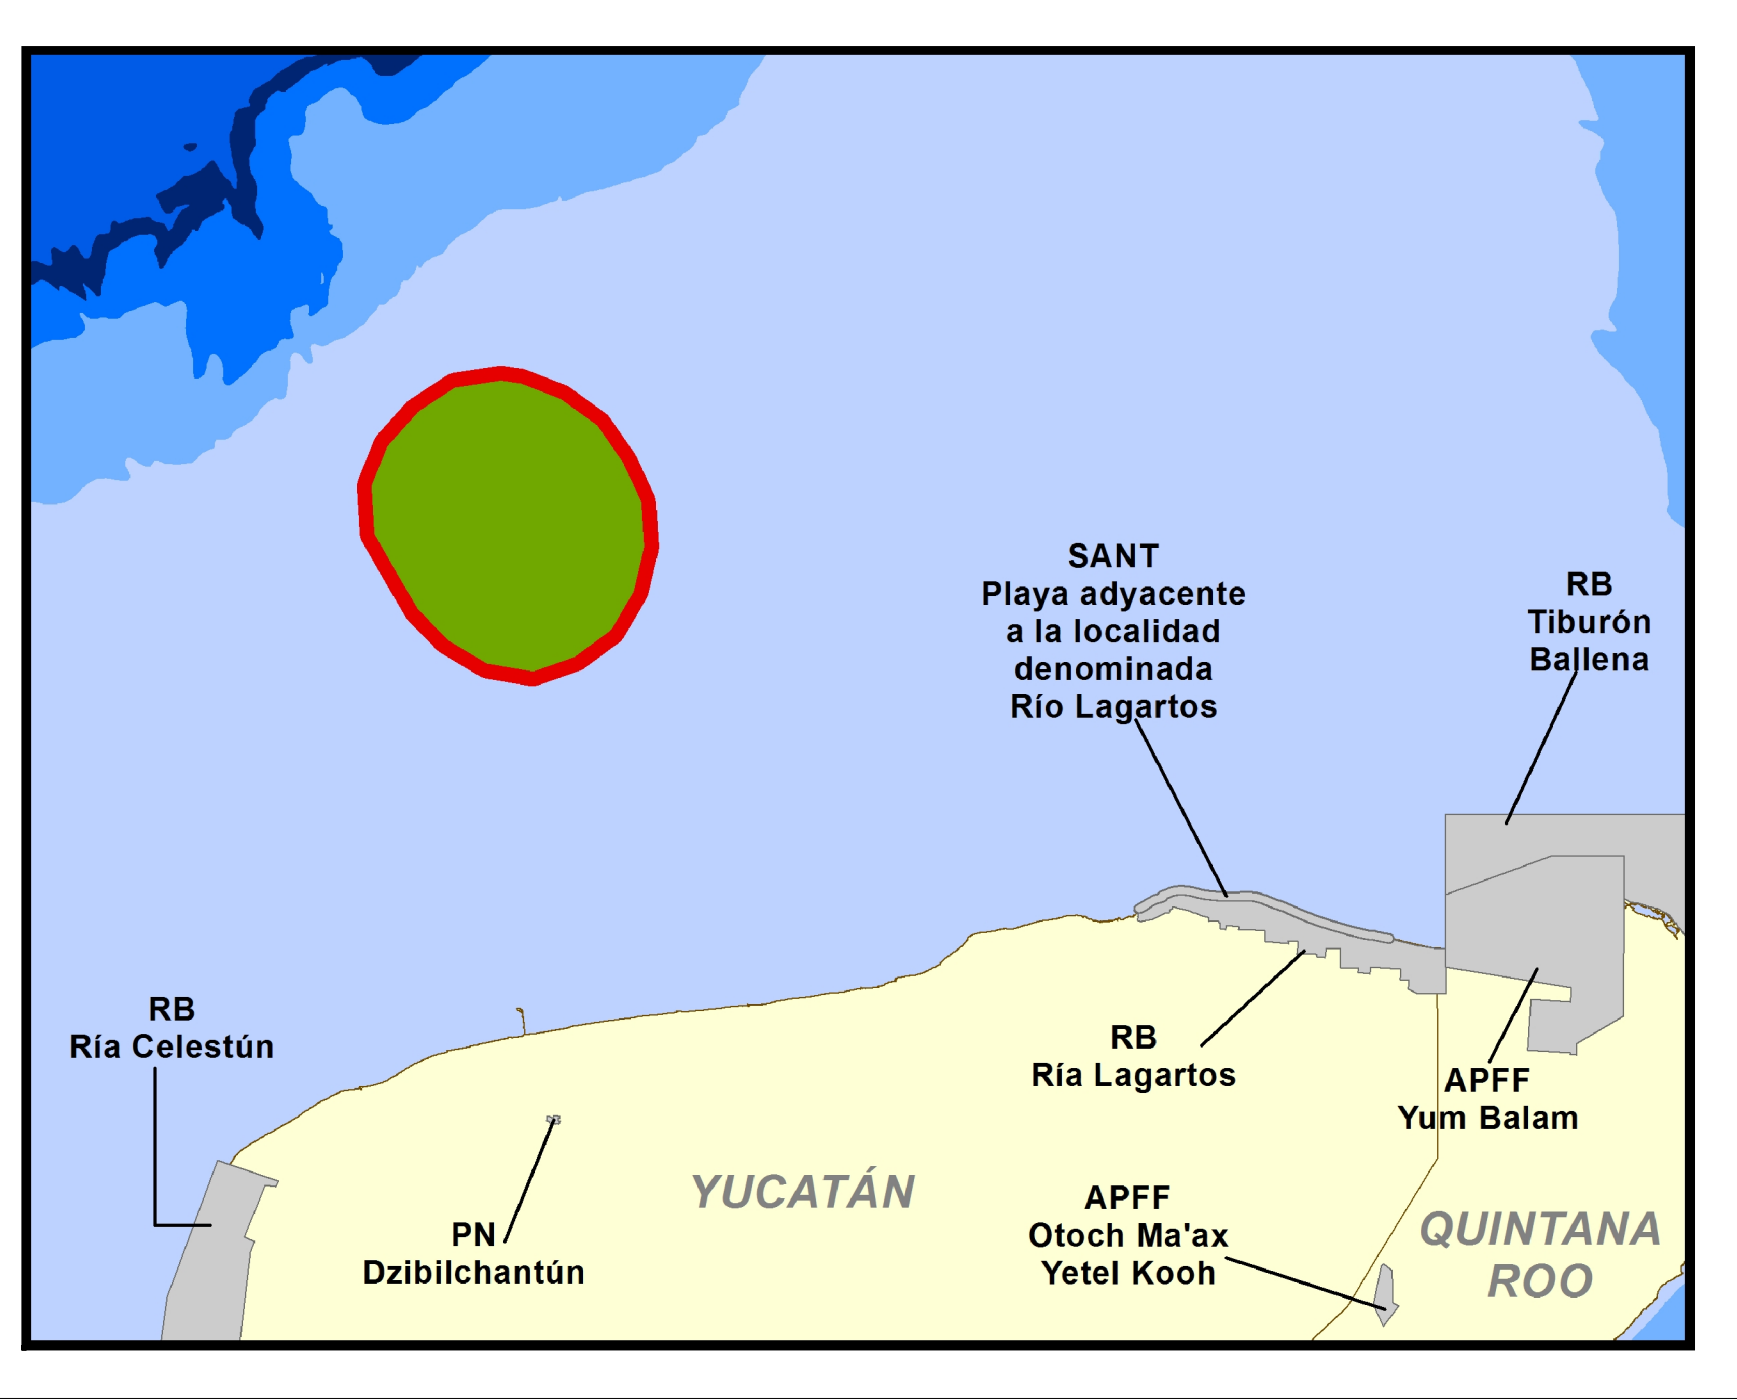 SANT
Playa adyacente
a la localidad
denominada
Río Lagartos
RB
Tiburón
Ballena
RB
Ría Celestún
RB
Ría Lagartos
APFF
Yum Balam
YUCATÁN
PN
Dzibilchantún
APFF
Otoch Ma'ax
Yetel Kooh
QUINTANA
ROO